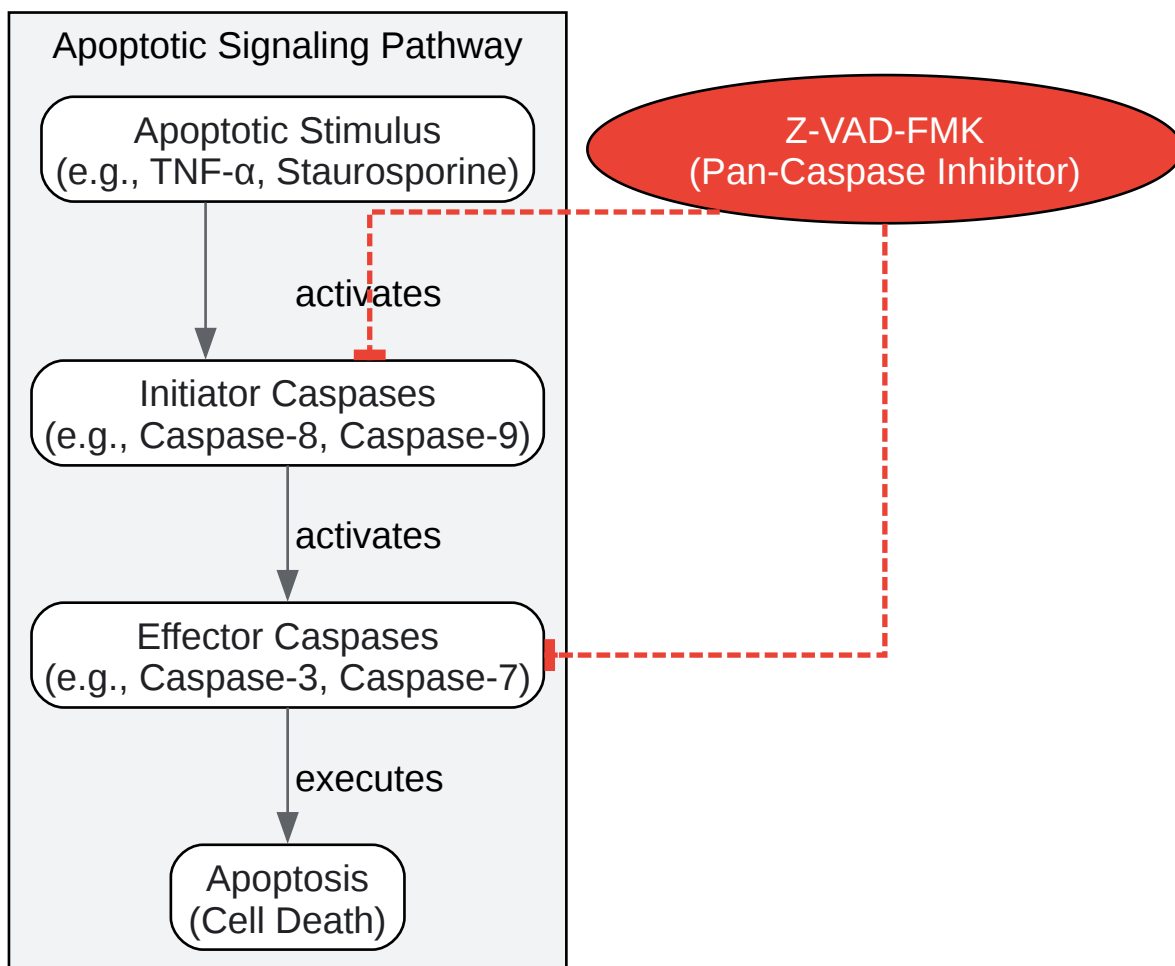 Apoptotic Signaling Pathway
Apoptotic Stimulus
(e.g., TNF-α, Staurosporine)
Z-VAD-FMK
(Pan-Caspase Inhibitor)
activates
Initiator Caspases
(e.g., Caspase-8, Caspase-9)
activates
Effector Caspases
(e.g., Caspase-3, Caspase-7)
executes
Apoptosis
(Cell Death)